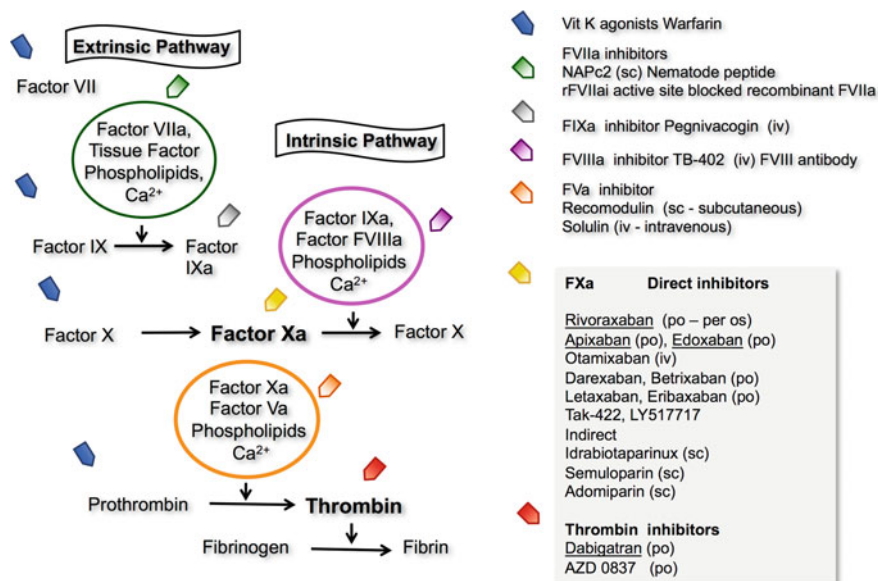 Extrinsic Pathway
Factor VII
Factor VIIa,
Tissue Factor
Phospholipids,
Ca2+
Intrinsic Pathway
Factor IX
Factor
IXa
Factor IXa,
Factor FVIIIa
Phospholipids
Ca2+
Factor X
Factor Xa
Factor X
Factor Xa
Factor Va
Phospholipids
Ca2+
Prothrombin
Thrombin
Fibrinogen
Fibrin
Vit K agonists Warfarin
FVIIa inhibitors
NAPc2 (sc) Nematode peptide
rFVIIai active site blocked recombinant FVIIa
FIXa inhibitor Pegnivacogin (iv)
FVIIIa inhibitor TB-402 (iv) FVIII antibody
FVa inhibitor
Recomodulin (sc - subcutaneous)
Solulin (iv - intravenous)
FXa Direct inhibitors
Rivoraxaban (po – per os)
Apixaban (po), Edoxaban (po)
Otamixaban (iv)
Darexaban, Betrixaban (po)
Letaxaban, Eribaxaban (po)
Tak-422, LY517717
Indirect
Idrabiotaparinux (sc)
Semuloparin (sc)
Adomiparin (sc)
Thrombin inhibitors
Dabigatran (po)
AZD 0837 (po)